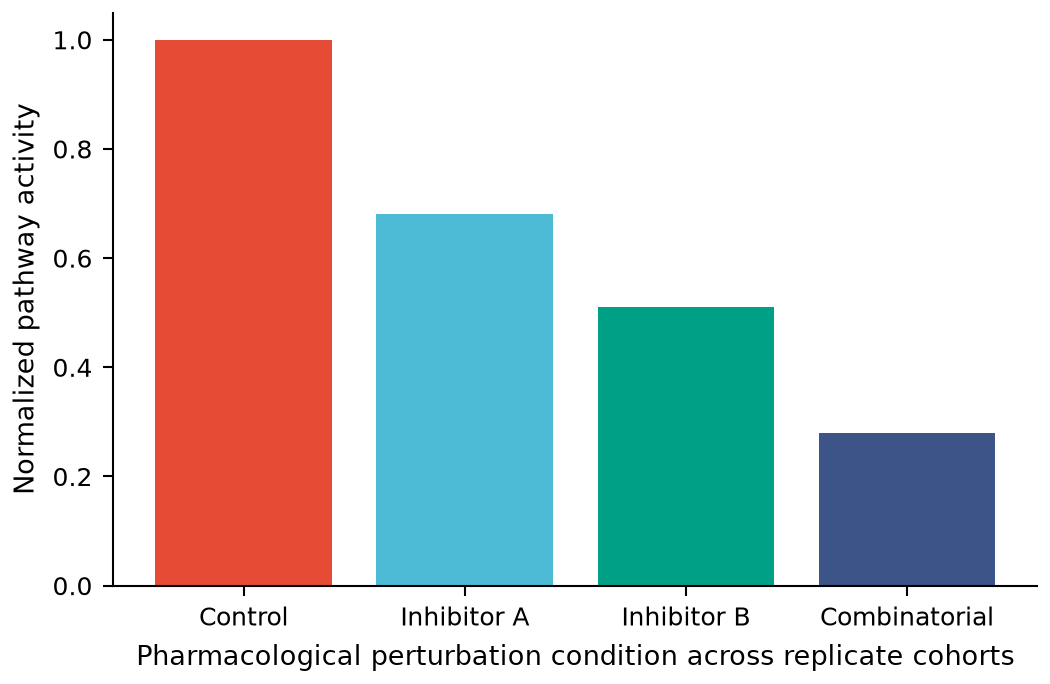 Normalized pathway activity
1.0
0.8
0.6
0.4
0.2
0.0
Control Inhibitor A Inhibitor B Combinatorial
Pharmacological perturbation condition across replicate cohorts